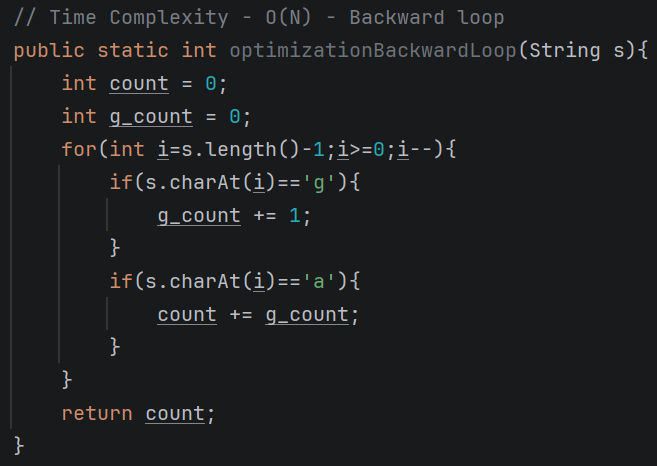 // Time Complexity - O(N) - Backward loop
public static int optimizationBackwardLoop(String s){
    int count = 0;
    int g_count = 0;
    for(int i=s.length()-1;i>=0;i--){
        if(s.charAt(i)=='g'){
            g_count += 1;
        }
        if(s.charAt(i)=='a'){
            count += g_count;
        }
    }
    return count;
}